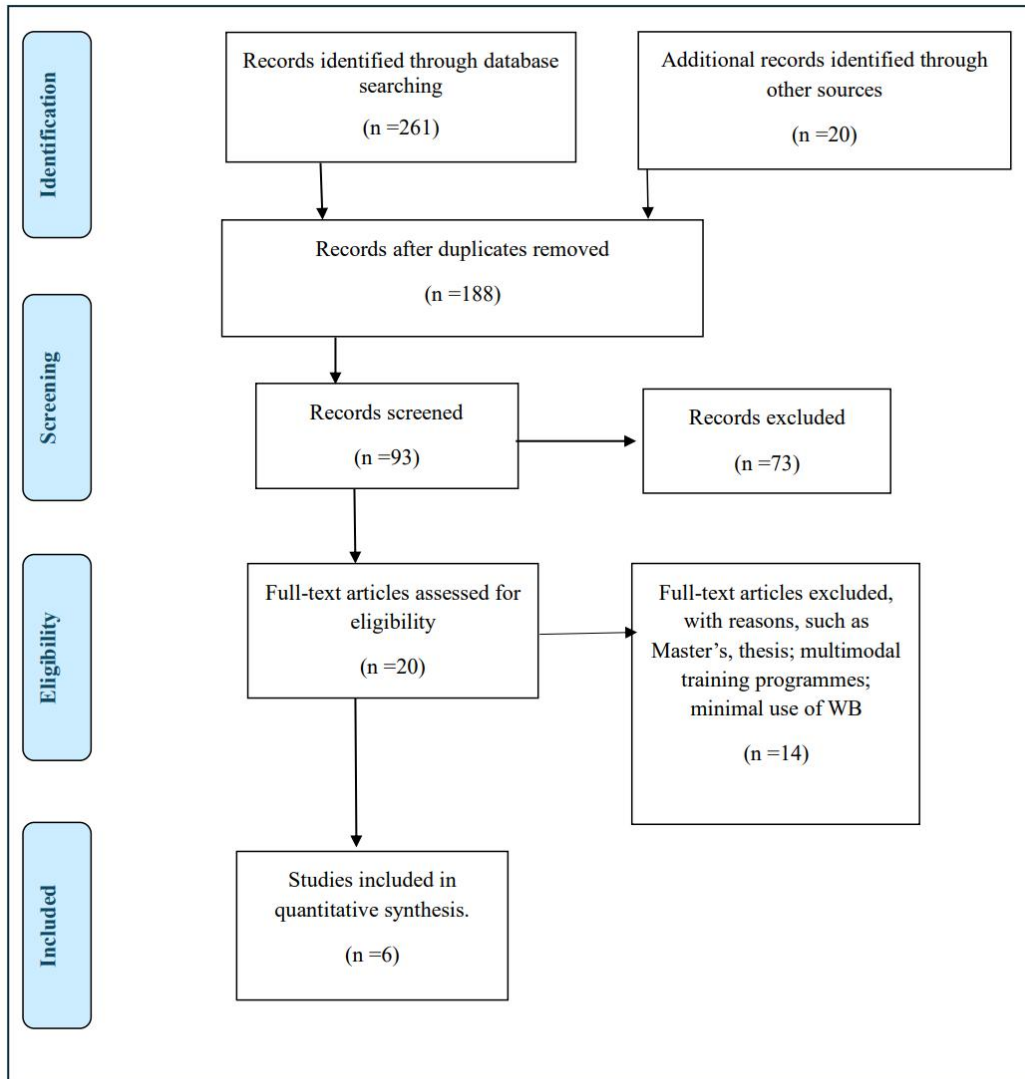 Identification
Records identified through database
searching
(n =261)
Additional records identified through
other sources
(n =20)
Records after duplicates removed
(n =188)
Screening
Records screened
(n =93)
Records excluded
(n =73)
Eligibility
Full-text articles assessed for
eligibility
(n =20)
Full-text articles excluded,
with reasons, such as
Master's, thesis; multimodal
training programmes;
minimal use of WB
(n =14)
Included
Studies included in
quantitative synthesis.
(n =6)